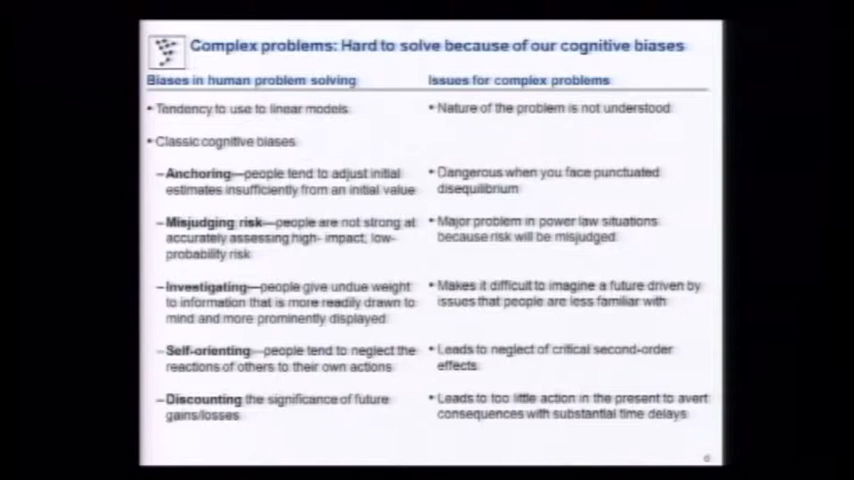 Complex problems: Hard to solve because of our cognitive biases
Biases in human problem solving
Issues for complex problems
• Tendency to use to linear models
• Nature of the problem is not understood
• Classic cognitive biases
–Anchoring—people tend to adjust initial
estimates insufficiently from an initial value
• Dangerous when you face punctuated
disequilibrium
–Misjudging risk—people are not strong at
accurately assessing high- impact, low-
probability risk
• Major problem in power law situations
because risk will be misjudged
–Investigating—people give undue weight
to information that is more readily drawn to
mind and more prominently displayed
• Makes it difficult to imagine a future driven by
issues that people are less familiar with
–Self-orienting—people tend to neglect the
reactions of others to their own actions
• Leads to neglect of critical second-order
effects
–Discounting the significance of future
gains/losses
• Leads to too little action in the present to avert
consequences with substantial time delays
6